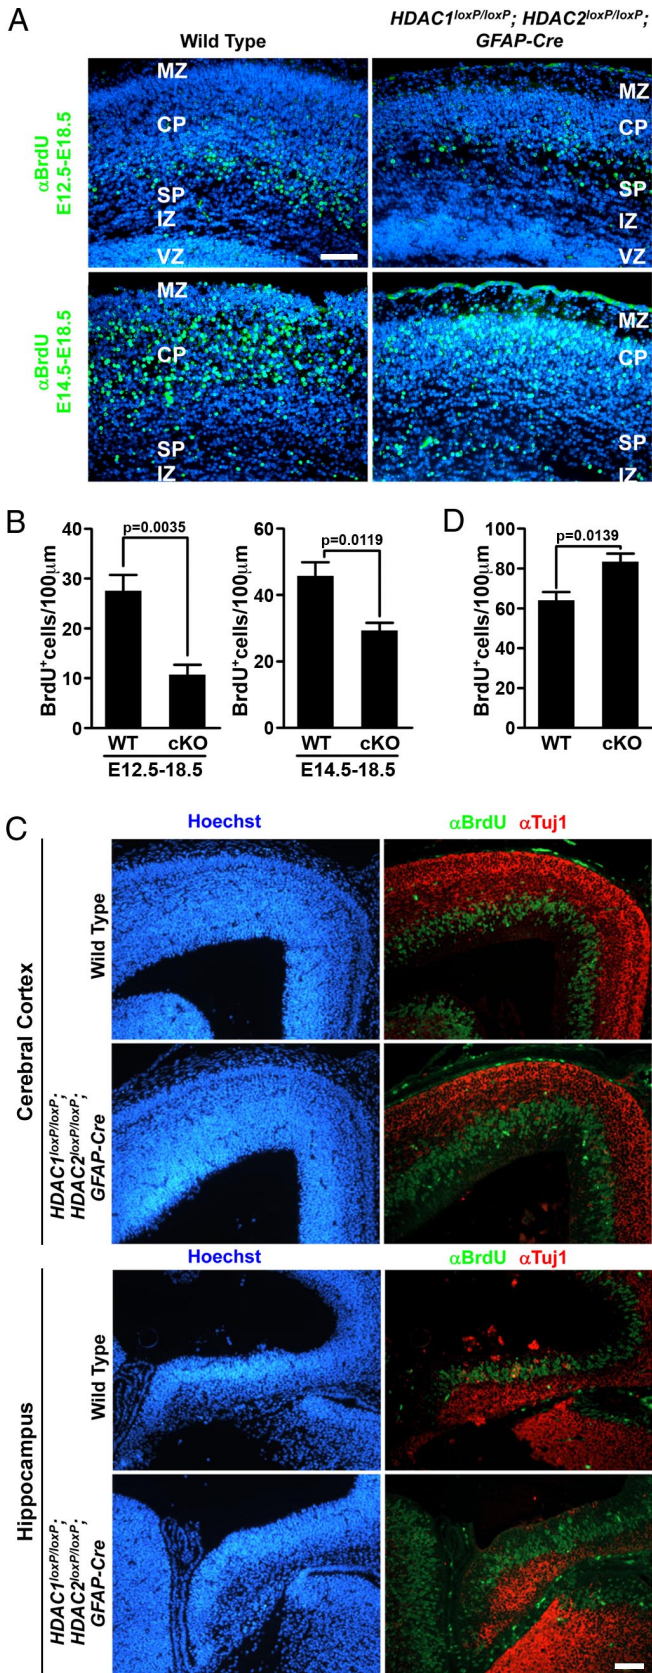 A
Wild Type
HDAC1loxP/loxP; HDAC2loxP/loxP;
GFAP-Cre
αBrdU
E12.5-E18.5
MZ
CP
SP
IZ
VZ
MZ
CP
SP
IZ
VZ
αBrdU
E14.5-E18.5
MZ
CP
SP
IZ
MZ
CP
SP
IZ
B
BrdU+cells/100μm
40
30
20
10
0
p=0.0035
WT cKO
E12.5-18.5
BrdU+cells/100μm
60
40
20
0
p=0.0119
WT cKO
E14.5-18.5
D
BrdU+cells/100μm
100
80
60
40
20
0
p=0.0139
WT cKO
C
Hoechst
αBrdU αTuj1
Cerebral Cortex
Wild Type
HDAC1loxP/loxP;
HDAC2loxP/loxP;
GFAP-Cre
Hoechst
αBrdU αTuj1
Hippocampus
Wild Type
HDAC1loxP/loxP;
HDAC2loxP/loxP;
GFAP-Cre